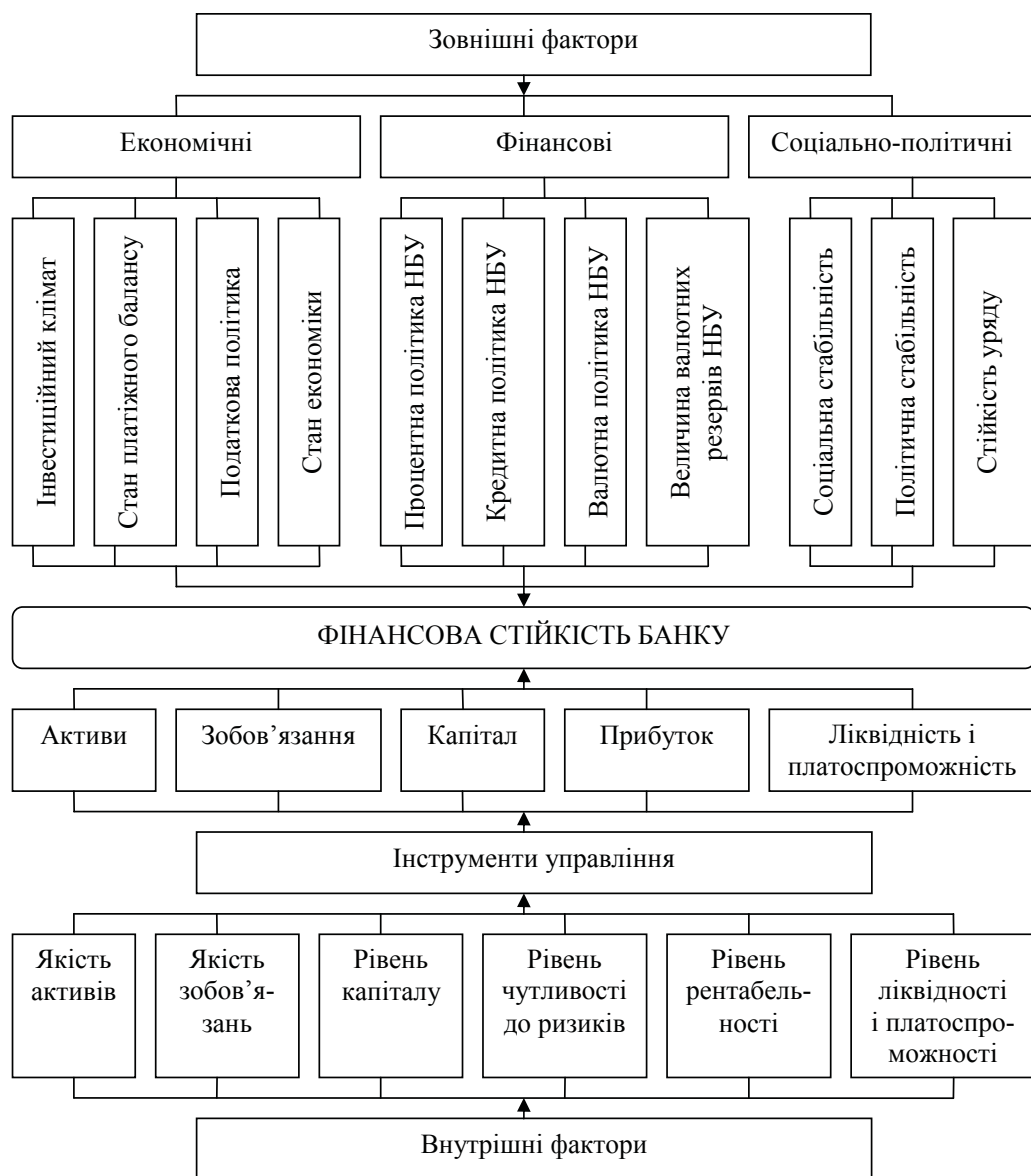 Зовнішні фактори
Економічні
Фінансові
Соціально-політичні
Інвестиційний клімат
Стан платіжного балансу
Податкова політика
Стан економіки
Процентна політика НБУ
Кредитна політика НБУ
Валютна політика НБУ
Величина валютних
резервів НБУ
Соціальна стабільність
Політична стабільність
Стійкість уряду
ФІНАНСОВА СТІЙКІСТЬ БАНКУ
Активи
Зобов’язання
Капітал
Прибуток
Ліквідність і
платоспроможність
Інструменти управління
Якість
активів
Якість
зобов’я-
зань
Рівень
капіталу
Рівень
чутливості
до ризиків
Рівень
рентабель-
ності
Рівень
ліквідності
і платоспро-
можності
Внутрішні фактори